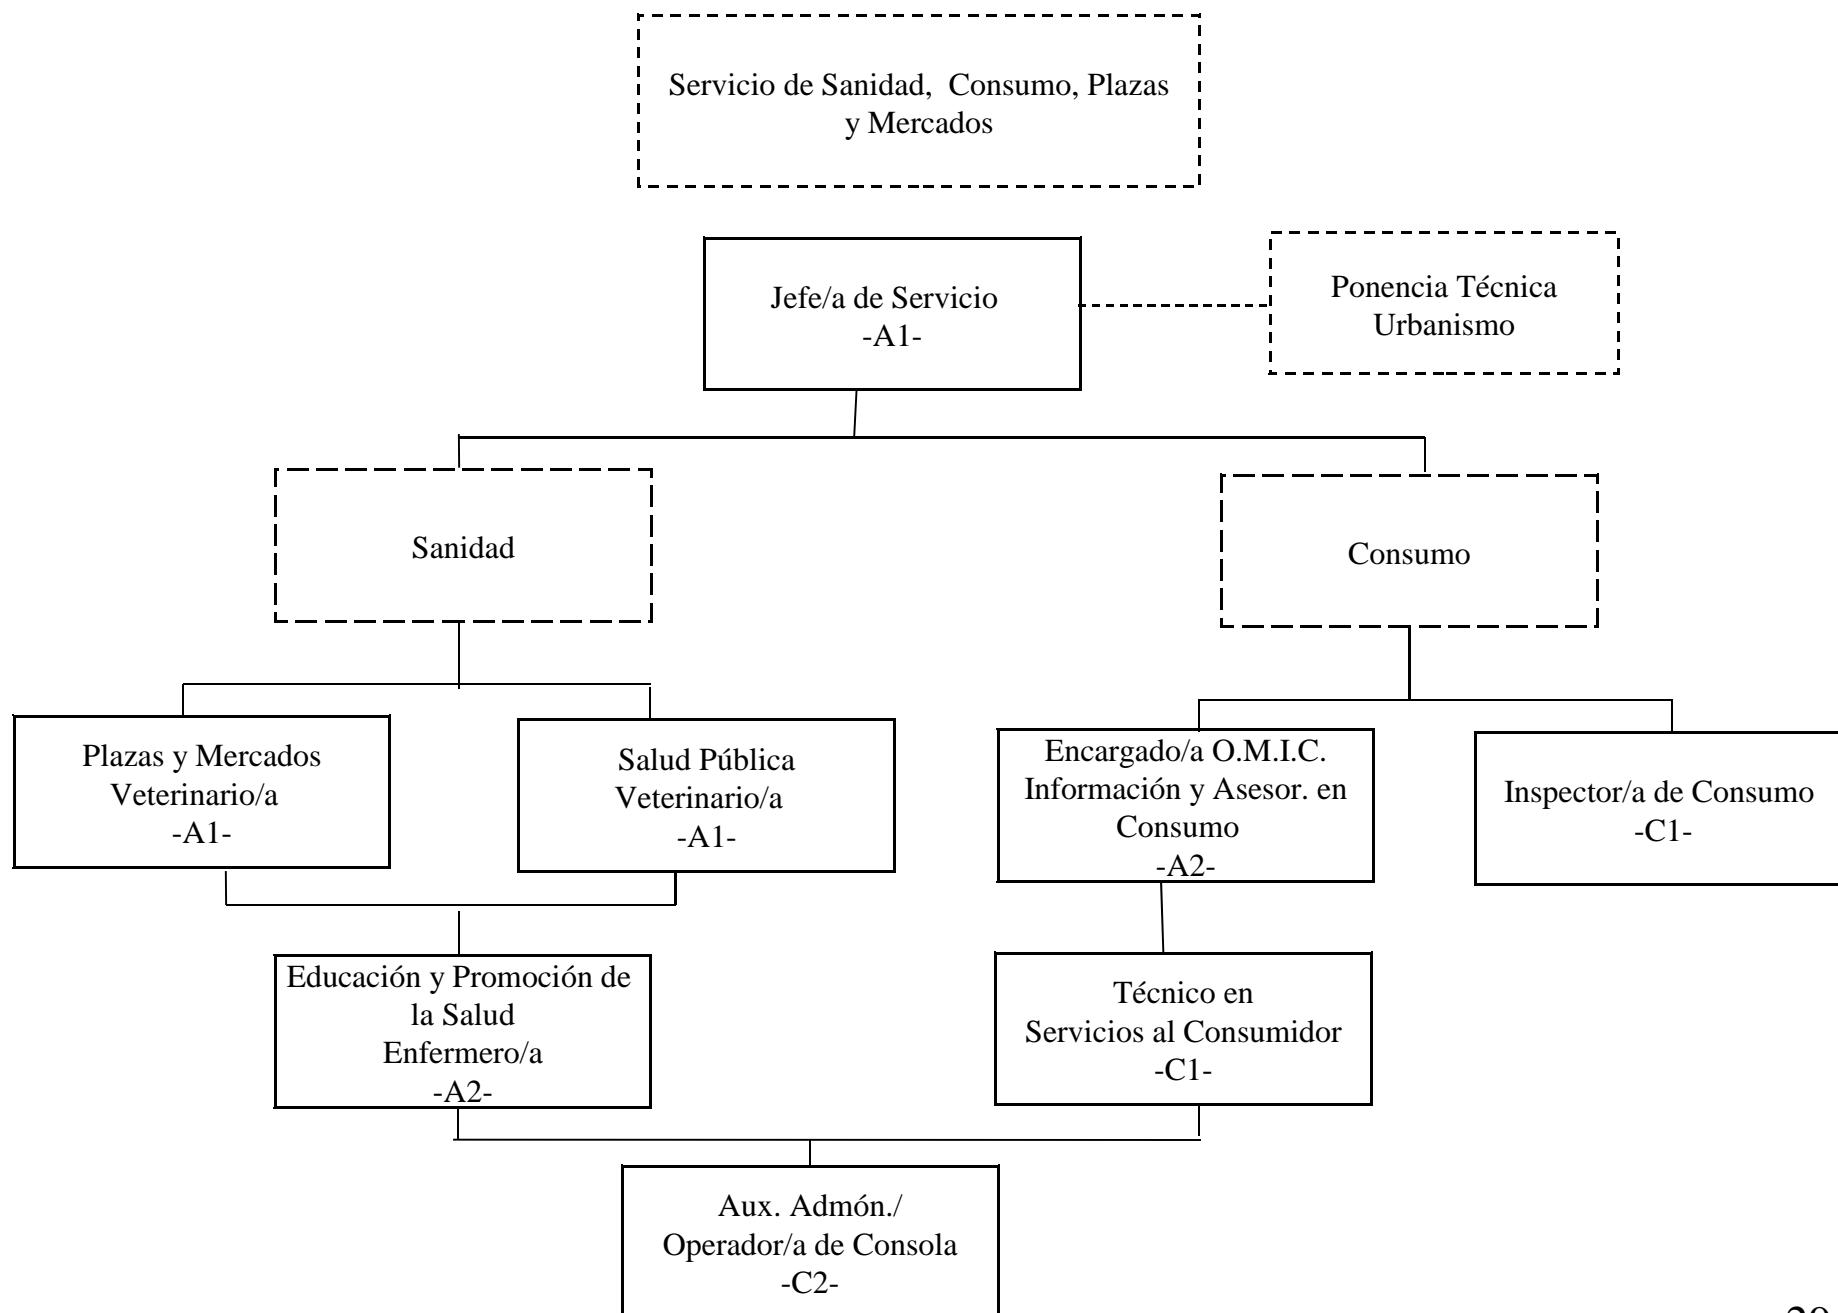 Servicio de Sanidad,  Consumo, Plazas
y Mercados
Jefe/a de Servicio
-A1-
Ponencia Técnica
Urbanismo
Sanidad
Consumo
Plazas y Mercados
Veterinario/a
-A1-
Salud Pública
Veterinario/a
-A1-
Encargado/a O.M.I.C.
Información y Asesor. en
Consumo
-A2-
Inspector/a de Consumo
-C1-
Educación y Promoción de
la Salud
Enfermero/a
-A2-
Técnico en
Servicios al Consumidor
-C1-
Aux. Admón./
Operador/a de Consola
-C2-